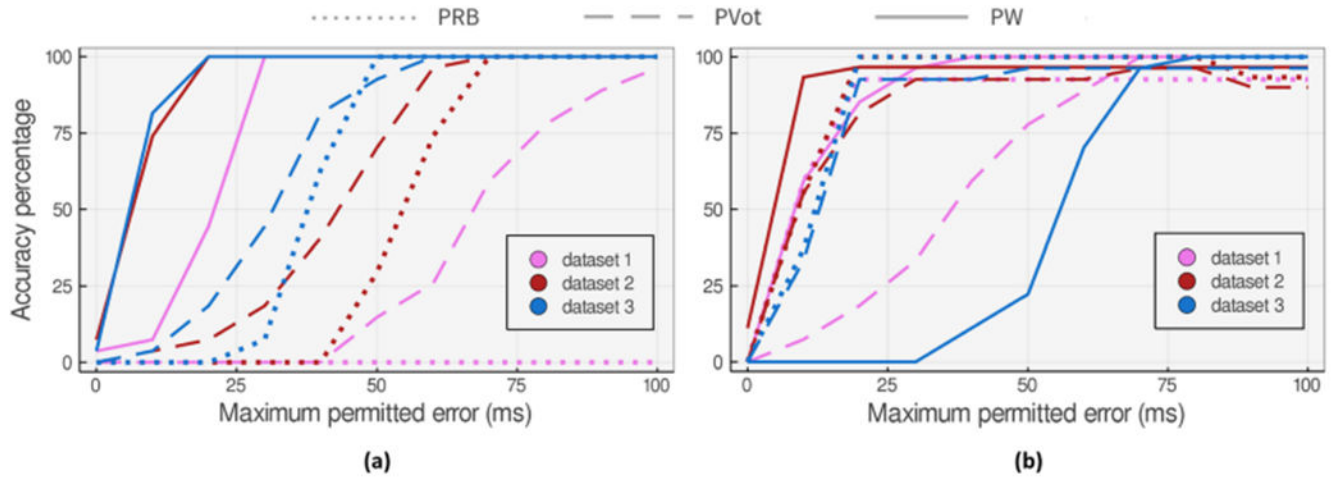 PRB PVot PW
Accuracy percentage
100
75
50
25
0
0 25 50 75 100
Maximum permitted error (ms)
dataset 1
dataset 2
dataset 3
(a)
100
75
50
25
0
0 25 50 75 100
Maximum permitted error (ms)
dataset 1
dataset 2
dataset 3
(b)